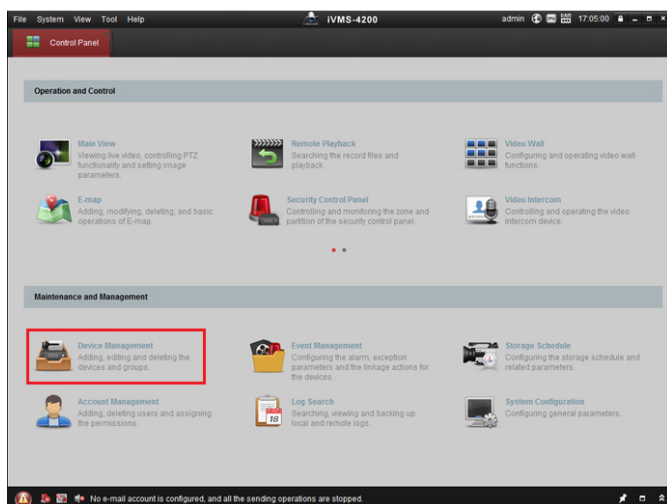 File System View Tool Help iVMS-4200 admin 17:05:00
Control Panel
Operation and Control
Main View
Viewing live video, controlling PTZ
functionality and setting image
parameters.
Remote Playback
Searching the record files and
playback.
Video Wall
Configuring and operating video wall
functions.
E-map
Adding, modifying, deleting, and basic
operations of E-map.
Security Control Panel
Controlling and monitoring the zone and
partition of the security control panel.
Video Intercom
Controlling and operating the video
intercom device.
Maintenance and Management
Device Management
Adding, editing and deleting the
devices and groups.
Event Management
Configuring the alarm, exception
parameters and the linkage actions for
the devices.
Storage Schedule
Configuring the storage schedule and
related parameters.
Account Management
Adding, deleting users and assigning
the permissions.
18
Log Search
Searching, viewing and backing up
local and remote logs.
System Configuration
Configuring general parameters.
No e-mail account is configured, and all the sending operations are stopped.